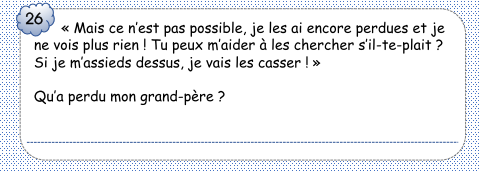 26
« Mais ce n'est pas possible, je les ai encore perdues et je
ne vois plus rien ! Tu peux m'aider à les chercher s'il-te-plait ?
Si je m'assieds dessus, je vais les casser ! »
Qu'a perdu mon grand-père ?